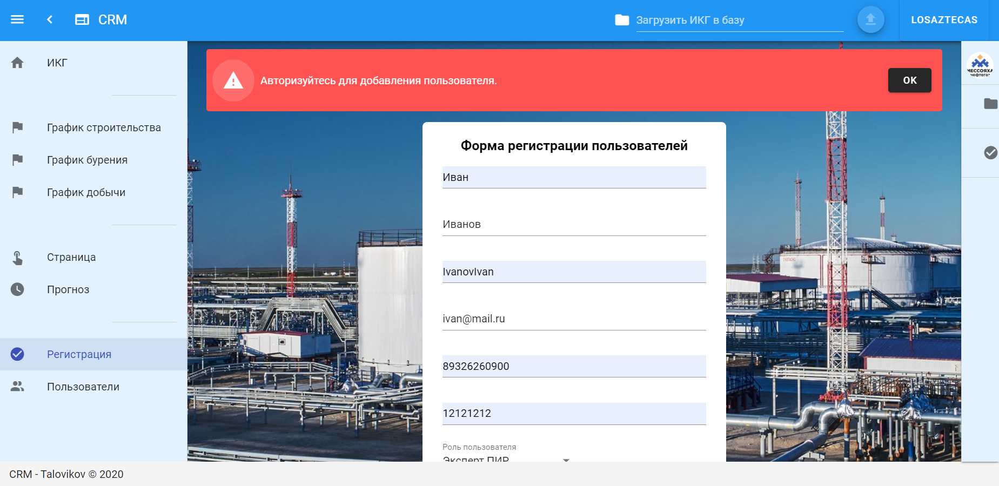 CRM
Загрузить ИКГ в базу
LOSAZTECAS
ИКГ
График строительства
График бурения
График добычи
Страница
Прогноз
Регистрация
Пользователи
Авторизуйтесь для добавления пользователя.
OK
Форма регистрации пользователей
Иван
Иванов
IvanovIvan
ivan@mail.ru
89326260900
12121212
Роль пользователя
Эксперт ПИР
МЕССОЯХА
нефтегаз
CRM - Talovikov © 2020